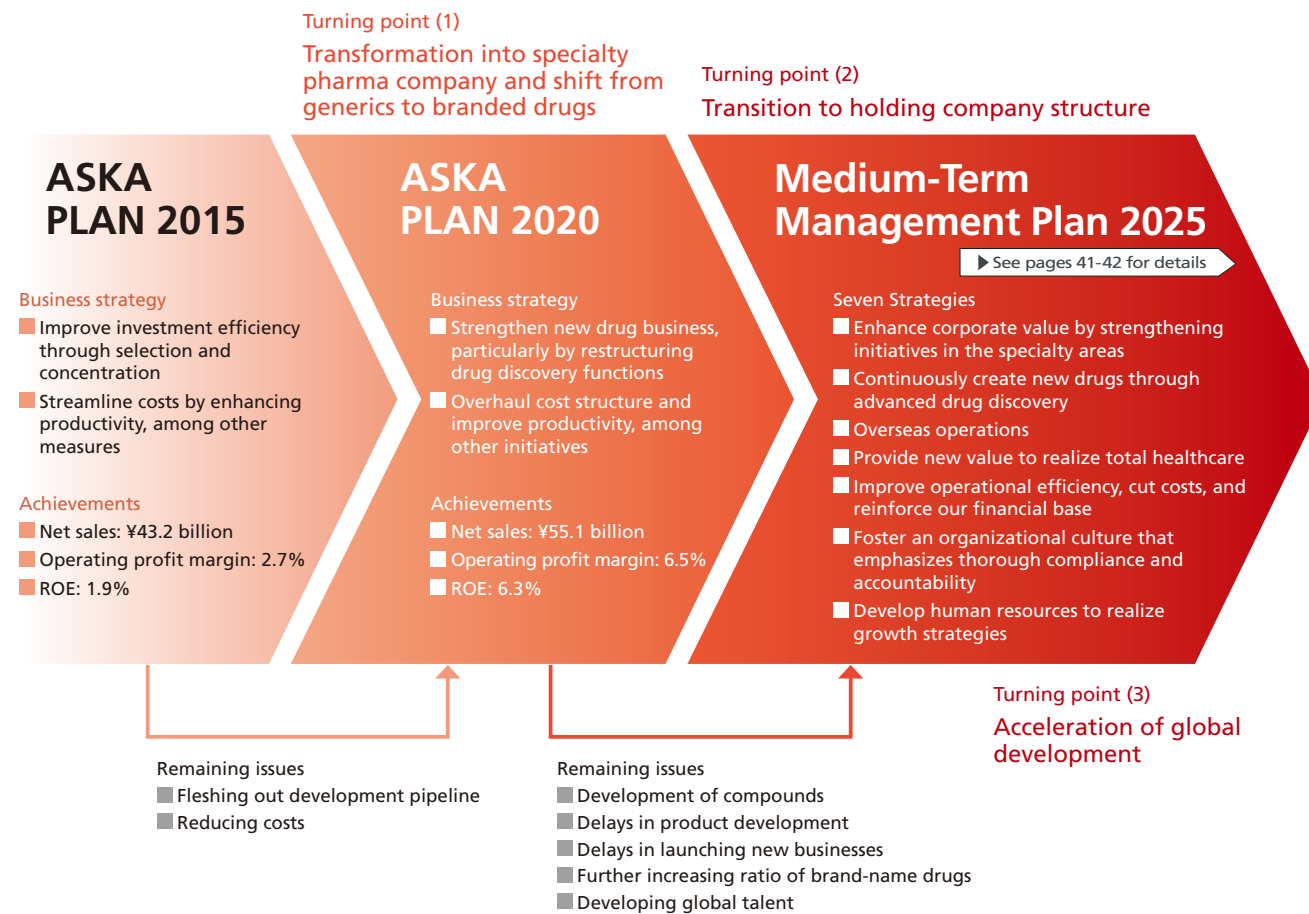 Turning point (1)
Transformation into specialty
pharma company and shift from
generics to branded drugs
Turning point (2)
Transition to holding company structure
ASKA
PLAN 2015
Business strategy
Improve investment efficiency
through selection and
concentration
Streamline costs by enhancing
productivity, among other
measures
Achievements
Net sales: ¥43.2 billion
Operating profit margin: 2.7%
ROE: 1.9%
ASKA
PLAN 2020
Business strategy
Strengthen new drug business,
particularly by restructuring
drug discovery functions
Overhaul cost structure and
improve productivity, among
other initiatives
Achievements
Net sales: ¥55.1 billion
Operating profit margin: 6.5%
ROE: 6.3%
Medium-Term
Management Plan 2025
See pages 41-42 for details
Seven Strategies
Enhance corporate value by strengthening
initiatives in the specialty areas
Continuously create new drugs through
advanced drug discovery
Overseas operations
Provide new value to realize total healthcare
Improve operational efficiency, cut costs, and
reinforce our financial base
Foster an organizational culture that
emphasizes thorough compliance and
accountability
Develop human resources to realize
growth strategies
Turning point (3)
Acceleration of global
development
Remaining issues
Fleshing out development pipeline
Reducing costs
Remaining issues
Development of compounds
Delays in product development
Delays in launching new businesses
Further increasing ratio of brand-name drugs
Developing global talent